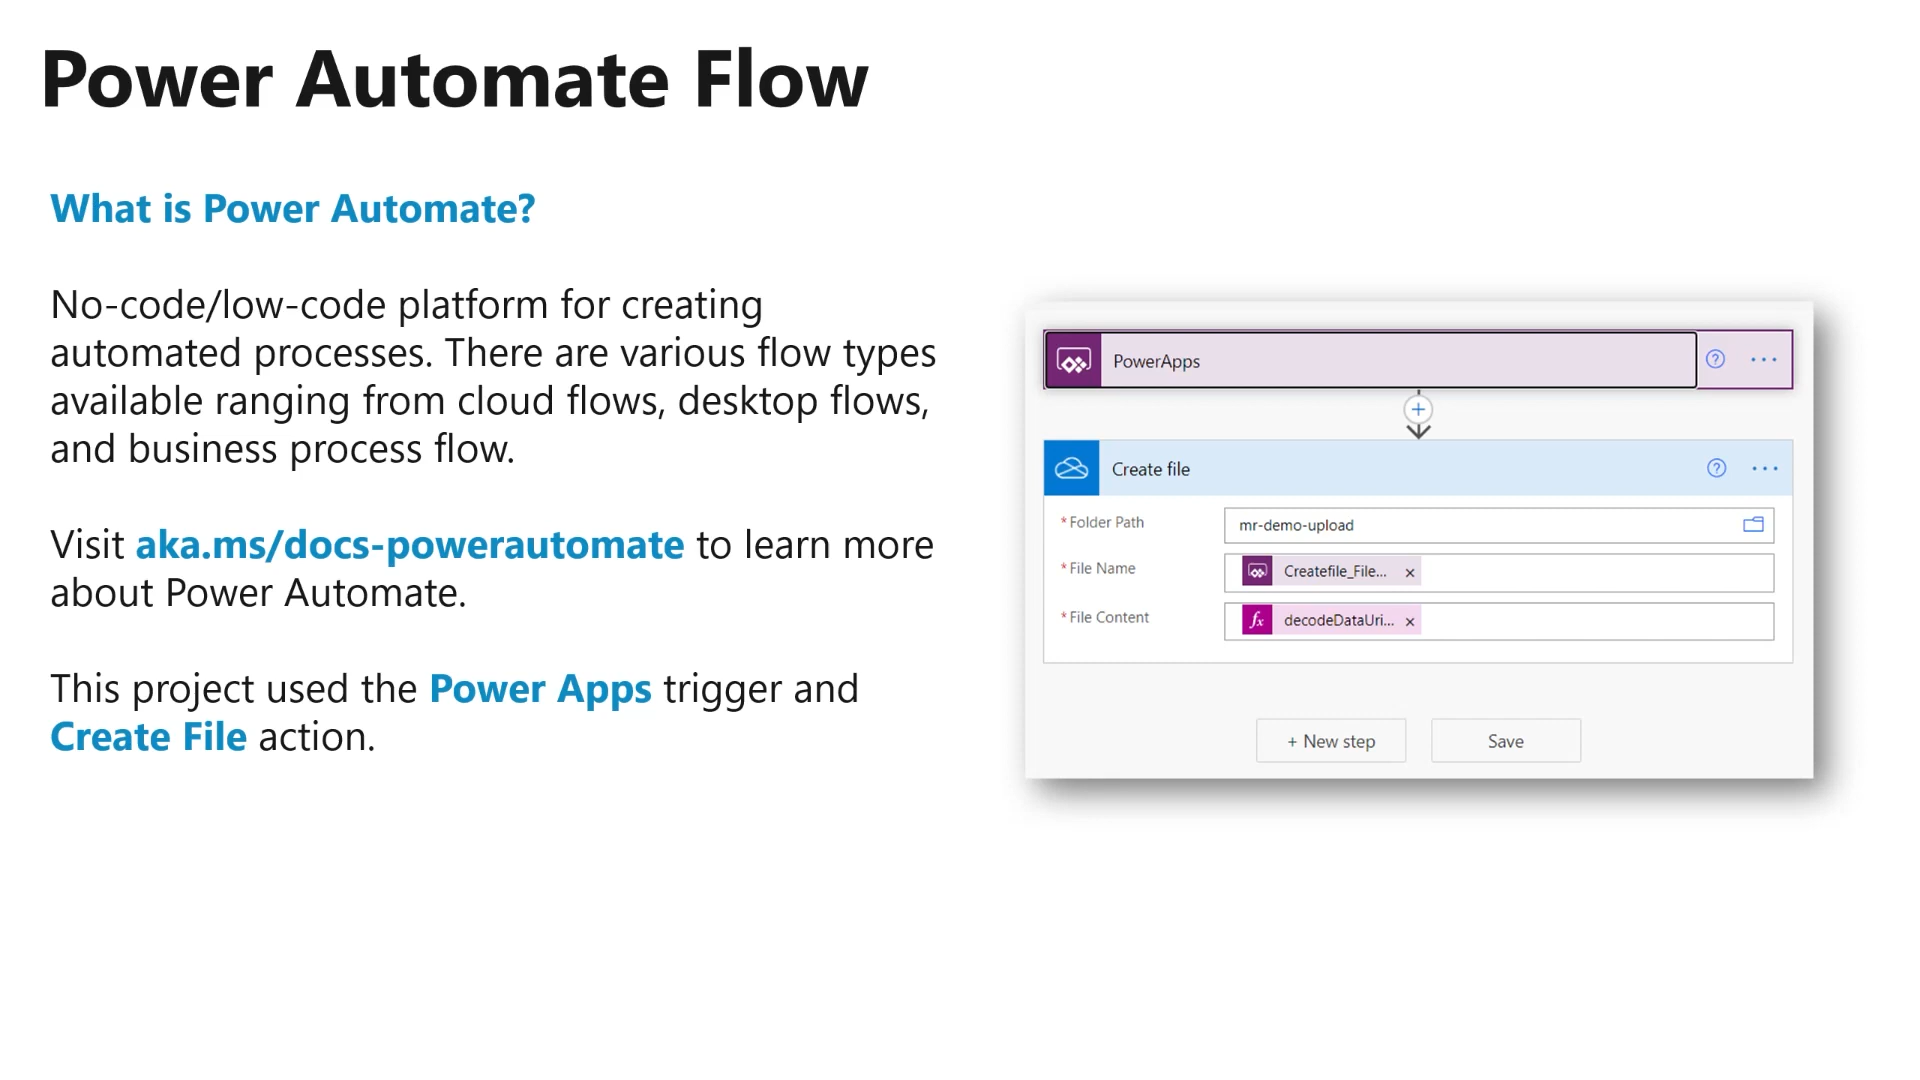 Power Automate Flow
What is Power Automate?
No-code/low-code platform for creating
automated processes. There are various flow types
available ranging from cloud flows, desktop flows,
and business process flow.
Visit aka.ms/docs-powerautomate to learn more
about Power Automate.
This project used the Power Apps trigger and
Create File action.
PowerApps
Create file
* Folder Path mr-demo-upload
* File Name Createfile_File...
* File Content fx decodeDataUri...
+ New step Save